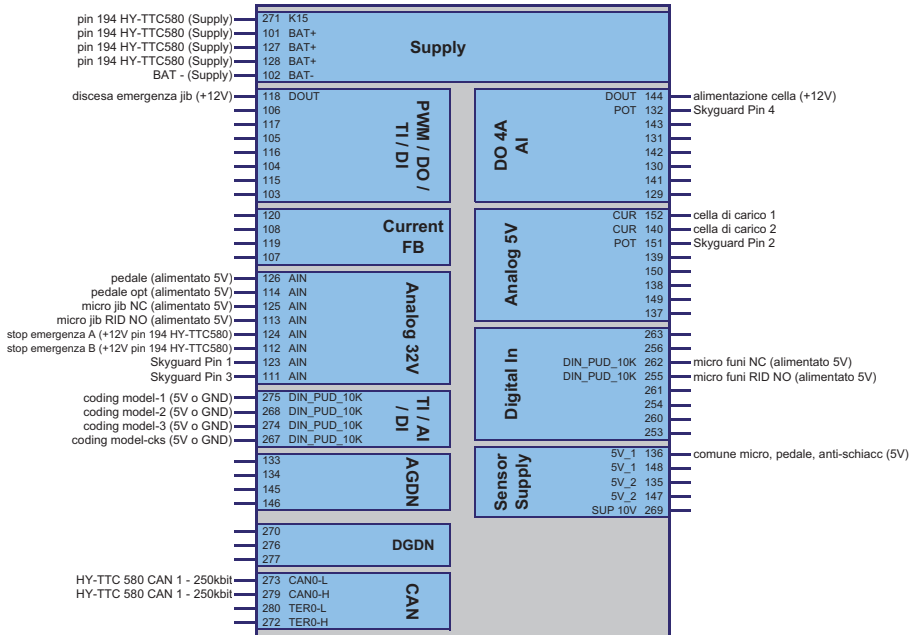 pin 194 HY-TTC580 (Supply) 271 K15
pin 194 HY-TTC580 (Supply) 101 BAT+
pin 194 HY-TTC580 (Supply) 127 BAT+
pin 194 HY-TTC580 (Supply) 128 BAT+
BAT - (Supply) 102 BAT-
Supply
discesa emergenza jib (+12V) 118 DOUT
106
117
105
116
104
115
103
PWM / DO /
TI / DI
120
108
119
107
Current
FB
pedale (alimentato 5V) 126 AIN
pedale opt (alimentato 5V) 114 AIN
micro jib NC (alimentato 5V) 125 AIN
micro jib RID NO (alimentato 5V) 113 AIN
stop emergenza A (+12V pin 194 HY-TTC580) 124 AIN
stop emergenza B (+12V pin 194 HY-TTC580) 112 AIN
Skyguard Pin 1 123 AIN
Skyguard Pin 3 111 AIN
Analog 32V
coding model-1 (5V o GND) 275 DIN_PUD_10K
coding model-2 (5V o GND) 268 DIN_PUD_10K
coding model-3 (5V o GND) 274 DIN_PUD_10K
coding model-cks (5V o GND) 267 DIN_PUD_10K
TI / AI
/ DI
133
134
145
146
AGDN
270
276
277
DGDN
HY-TTC 580 CAN 1 - 250kbit 273 CAN0-L
HY-TTC 580 CAN 1 - 250kbit 279 CAN0-H
280 TER0-L
272 TER0-H
CAN
DO 4A
AI
DOUT 144 alimentazione cella (+12V)
POT 132 Skyguard Pin 4
143
131
142
130
141
129
Analog 5V
CUR 152 cella di carico 1
CUR 140 cella di carico 2
POT 151 Skyguard Pin 2
139
150
138
149
137
Digital In
263
256
DIN_PUD_10K 262 micro funi NC (alimentato 5V)
DIN_PUD_10K 255 micro funi RID NO (alimentato 5V)
261
254
260
253
Sensor
Supply
5V_1 136 comune micro, pedale, anti-schiacc (5V)
5V_1 148
5V_2 135
5V_2 147
SUP 10V 269